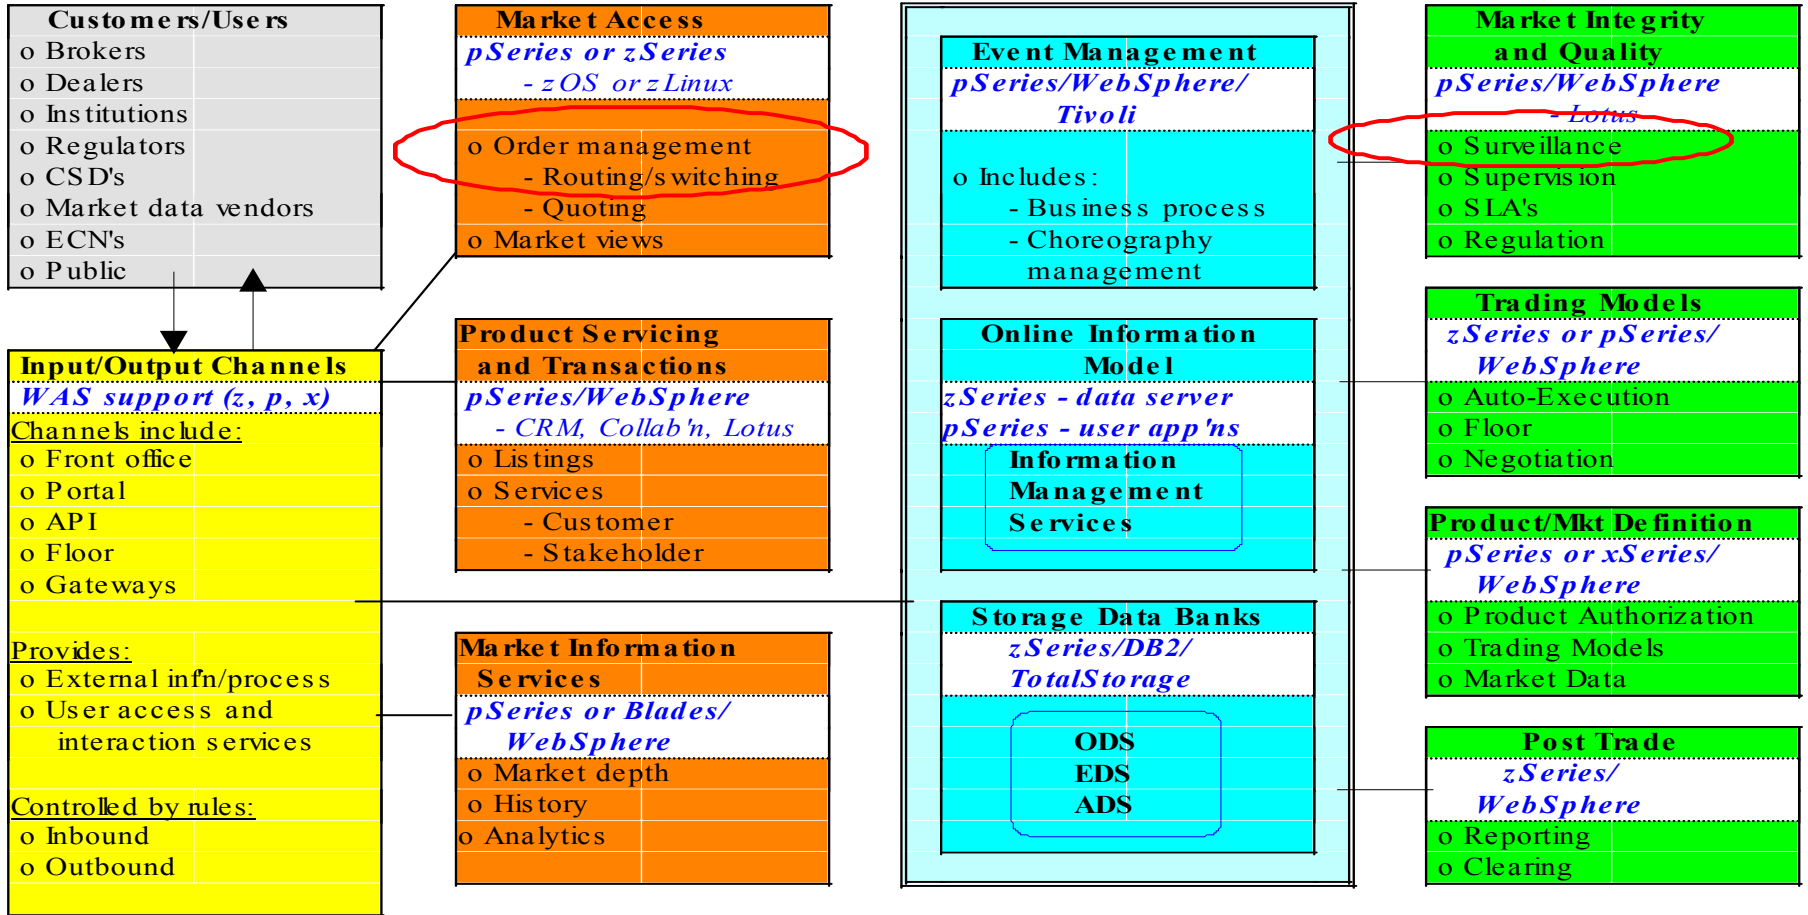 Customers/Users
o Brokers
o Dealers
o Institutions
o Regulators
o CSD's
o Market data vendors
o ECN's
o Public
Input/Output Channels
WAS support (z, p, x)
Channels include:
o Front office
o Portal
o API
o Floor
o Gateways
Provides:
o External infn/process
o User access and
interaction services
Controlled by rules:
o Inbound
o Outbound
Market Access
pSeries or zSeries
- zOS or zLinux
o Order management
- Routing/switching
- Quoting
o Market views
Product Servicing
and Transactions
pSeries/WebSphere
- CRM, Collab'n, Lotus
o Listings
o Services
- Customer
- Stakeholder
Market Information
Services
pSeries or Blades/
WebSphere
o Market depth
o History
o Analytics
Event Management
pSeries/WebSphere/
Tivoli
o Includes:
- Business process
- Choreography
management
Online Information
Model
zSeries - data server
pSeries - user app'ns
Information
Management
Services
Storage Data Banks
zSeries/DB2/
TotalStorage
ODS
EDS
ADS
Market Integrity
and Quality
pSeries/WebSphere
- Lotus
o Surveillance
o Supervision
o SLA's
o Regulation
Trading Models
zSeries or pSeries/
WebSphere
o Auto-Execution
o Floor
o Negotiation
Product/Mkt Definition
pSeries or xSeries/
WebSphere
o Product Authorization
o Trading Models
o Market Data
Post Trade
zSeries/
WebSphere
o Reporting
o Clearing